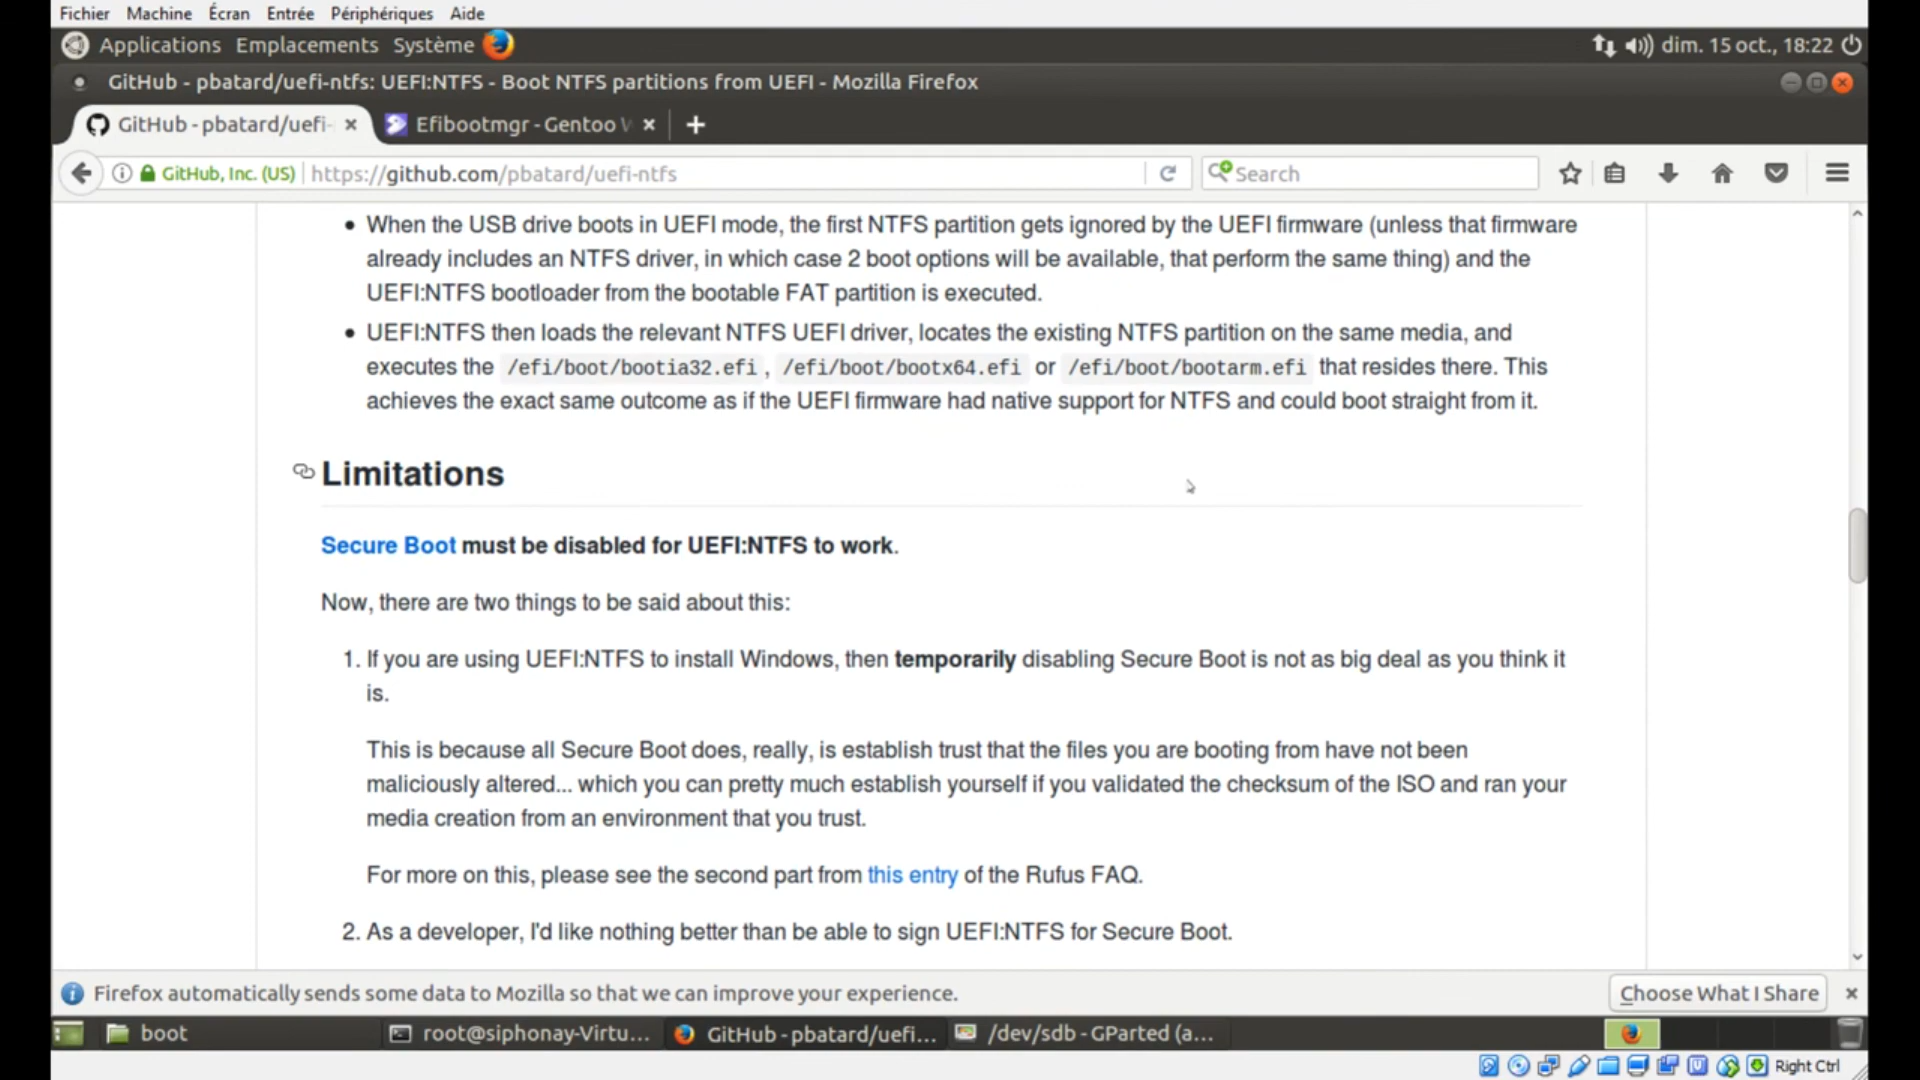 Fichier Machine Écran Entrée Périphériques Aide
Applications Emplacements Système dim. 15 oct., 18:22
GitHub - pbatard/uefi-ntfs: UEFI:NTFS - Boot NTFS partitions from UEFI - Mozilla Firefox
GitHub - pbatard/uefi- Efibootmgr - Gentoo W
GitHub, Inc. (US) https://github.com/pbatard/uefi-ntfs Search
• When the USB drive boots in UEFI mode, the first NTFS partition gets ignored by the UEFI firmware (unless that firmware
already includes an NTFS driver, in which case 2 boot options will be available, that perform the same thing) and the
UEFI:NTFS bootloader from the bootable FAT partition is executed.
• UEFI:NTFS then loads the relevant NTFS UEFI driver, locates the existing NTFS partition on the same media, and
executes the /efi/boot/bootia32.efi , /efi/boot/bootx64.efi or /efi/boot/bootarm.efi that resides there. This
achieves the exact same outcome as if the UEFI firmware had native support for NTFS and could boot straight from it.
Limitations
Secure Boot must be disabled for UEFI:NTFS to work.
Now, there are two things to be said about this:
1. If you are using UEFI:NTFS to install Windows, then temporarily disabling Secure Boot is not as big deal as you think it
is.
This is because all Secure Boot does, really, is establish trust that the files you are booting from have not been
maliciously altered... which you can pretty much establish yourself if you validated the checksum of the ISO and ran your
media creation from an environment that you trust.
For more on this, please see the second part from this entry of the Rufus FAQ.
2. As a developer, I'd like nothing better than be able to sign UEFI:NTFS for Secure Boot.
Firefox automatically sends some data to Mozilla so that we can improve your experience. Choose What I Share
boot root@siphonay-Virtu... GitHub - pbatard/uefi... /dev/sdb - GParted (a...
Right Ctrl